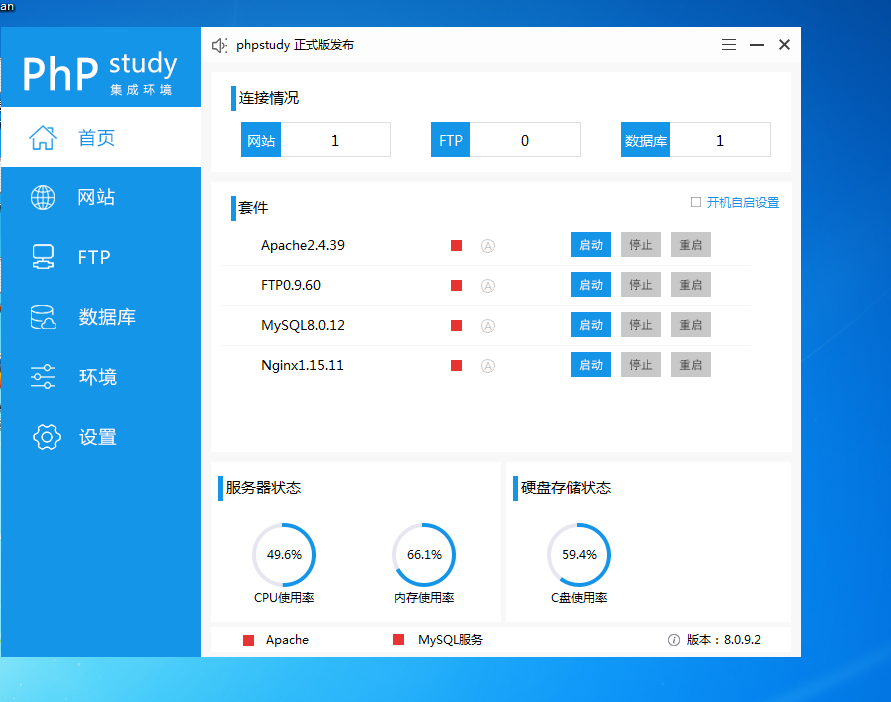 an
PhP study
集成环境
phpstudy 正式版发布
首页
网站
FTP
数据库
环境
设置
连接情况
网站 1 FTP 0 数据库 1
套件
开机自启设置
Apache2.4.39 A 启动 停止 重启
FTP0.9.60 A 启动 停止 重启
MySQL8.0.12 A 启动 停止 重启
Nginx1.15.11 A 启动 停止 重启
服务器状态
49.6% 66.1%
CPU使用率 内存使用率
硬盘存储状态
59.4%
C盘使用率
Apache MySQL服务 版本：8.0.9.2